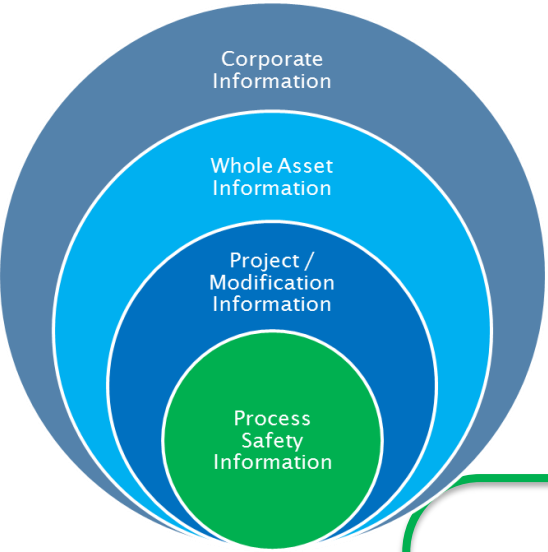 Corporate
Information
Whole Asset
Information
Project /
Modification
Information
Process
Safety
Information